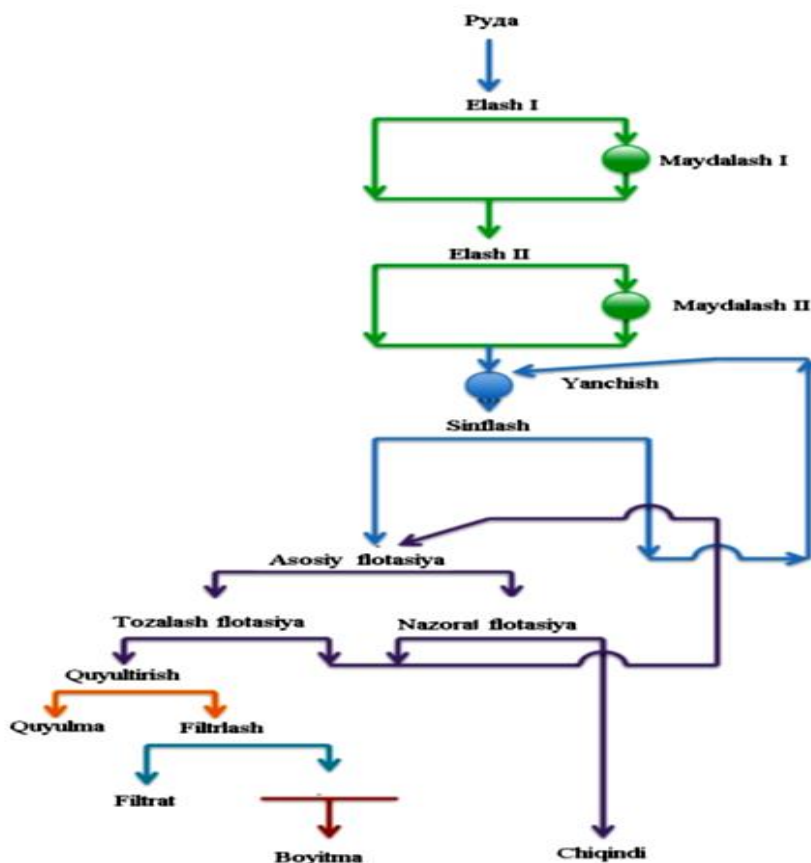 Руда
Elash I
Maydalash I
Elash II
Maydalash II
Yanchish
Sinflash
Asosiy flotasiya
Tozalash flotasiya
Nazorat flotasiya
Quyultirish
Quyulma
Filtrlash
Filtrat
Boyitma
Chiqindi